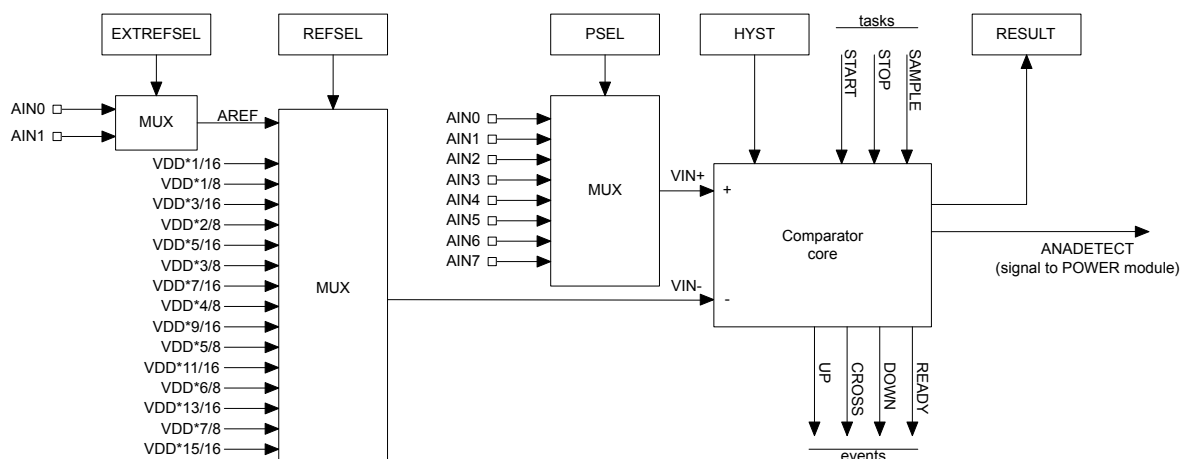 EXTREFSEL
REFSEL
PSEL
HYST
tasks
START
STOP
SAMPLE
RESULT
AIN0
AIN1
MUX
AREF
VDD*1/16
VDD*1/8
VDD*3/16
VDD*2/8
VDD*5/16
VDD*3/8
VDD*7/16
VDD*4/8
VDD*9/16
VDD*5/8
VDD*11/16
VDD*6/8
VDD*13/16
VDD*7/8
VDD*15/16
MUX
AIN0
AIN1
AIN2
AIN3
AIN4
AIN5
AIN6
AIN7
MUX
VIN+
VIN-
+
-
Comparator
core
ANADETECT
(signal to POWER module)
UP
CROSS
DOWN
READY
events